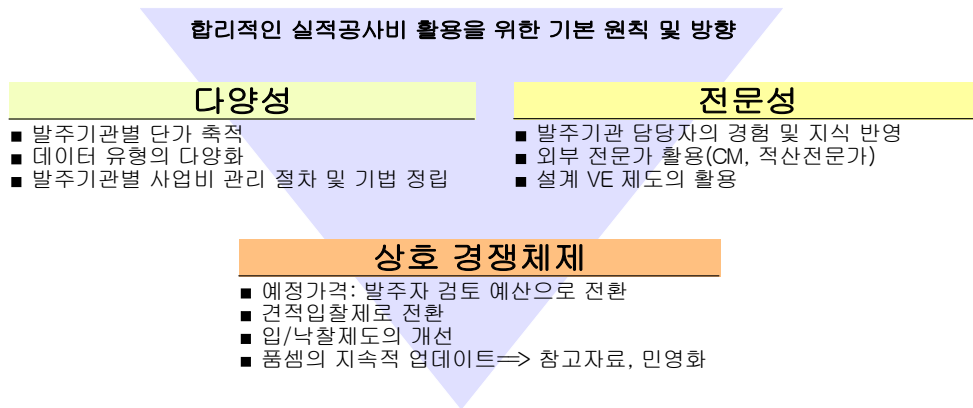 합리적인 실적공사비 활용을 위한 기본 원칙 및 방향
다양성
■ 발주기관별 단가 축적
■ 데이터 유형의 다양화
■ 발주기관별 사업비 관리 절차 및 기법 정립
전문성
■ 발주기관 담당자의 경험 및 지식 반영
■ 외부 전문가 활용(CM, 적산전문가)
■ 설계 VE 제도의 활용
상호 경쟁체제
■ 예정가격: 발주자 검토 예산으로 전환
■ 견적입찰제로 전환
■ 입/낙찰제도의 개선
■ 품셈의 지속적 업데이트==> 참고자료, 민영화